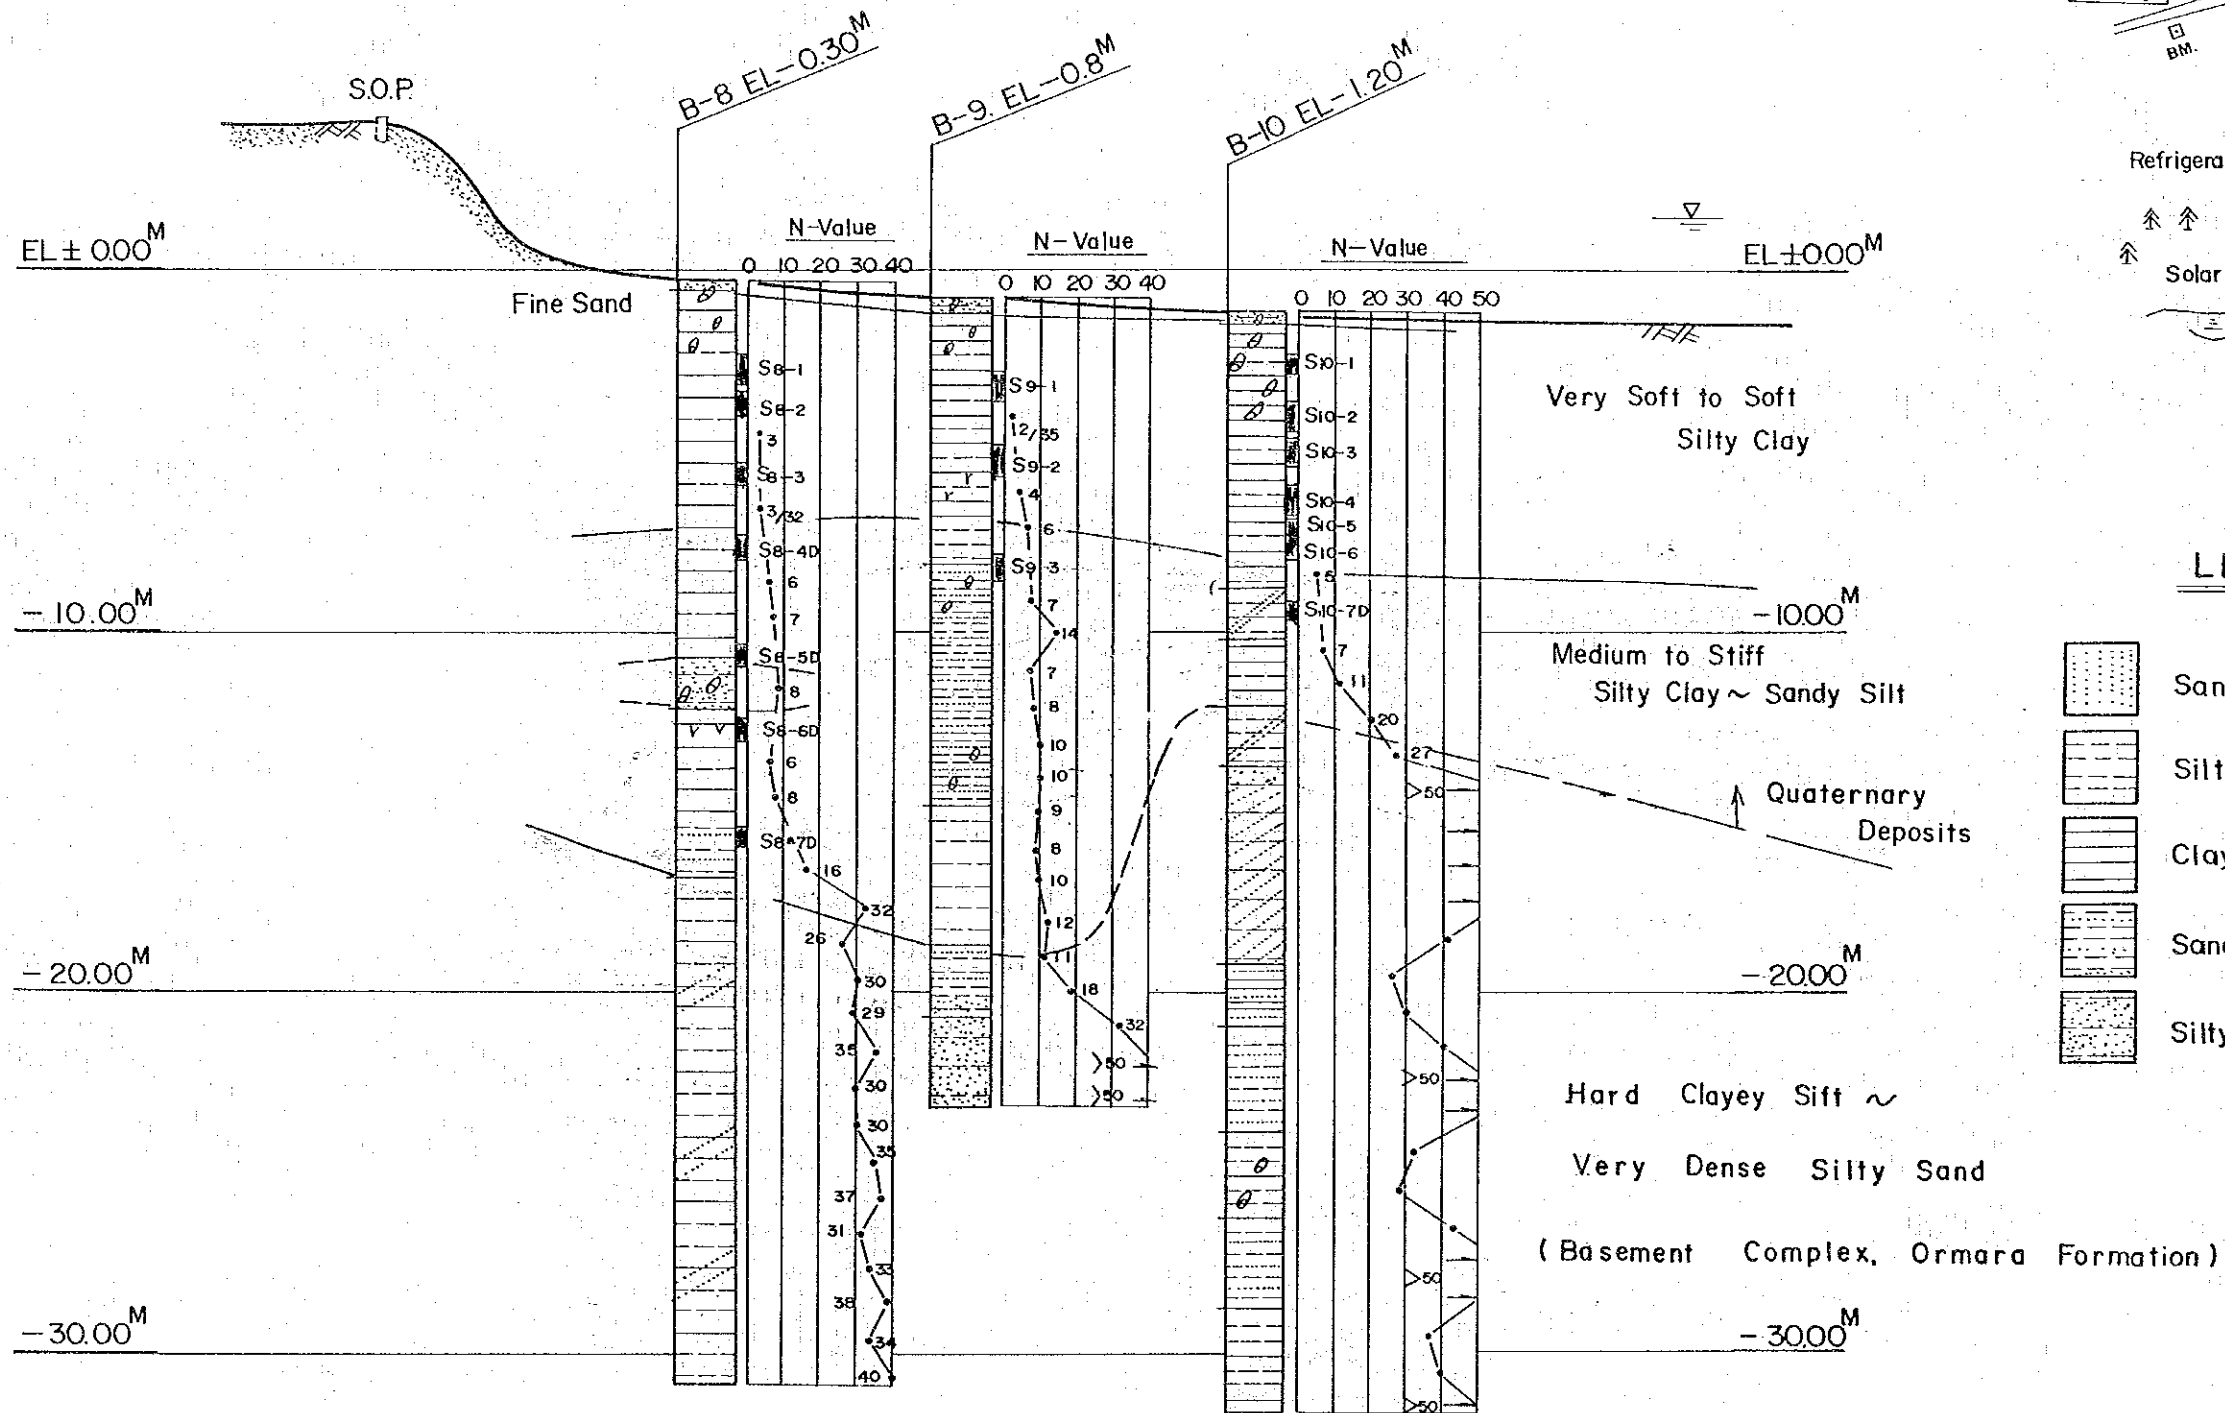 B-8 EL-0.30M
B-9. EL-0.8M
B-10 EL-1.20M
BM.
S.O.P.
Refrigera
Solar
N-Value
N-Value
N-Value
EL ± 0.00M
EL±0.00M
0 10 20 30 40
0 10 20 30 40
0 10 20 30 40 50
Fine Sand
S8-1
S8-2
3
S8-3
3/32
S8-4D
6
7
S8-5D
8
S8-6D
6
8
S8-7D
16
32
26
30
29
35
30
30
35
37
31
33
38
34
40
S9-1
2/35
S9-2
4
6
S9-3
7
14
7
8
10
10
9
8
10
12
11
18
32
>50
>50
S10-1
S10-2
S10-3
S10-4
S10-5
S10-6
5
S10-7D
7
11
20
27
>50
>50
>50
>50
Very Soft to Soft
Silty Clay
-10.00M
-10.00M
Medium to Stiff
Silty Clay ~ Sandy Silt
Quaternary
Deposits
-20.00M
-20.00M
Hard Clayey Sift ~
Very Dense Silty Sand
(Basement Complex, Ormara Formation)
-30.00M
-30.00M
San
Silt
Clay
Sand
Silty